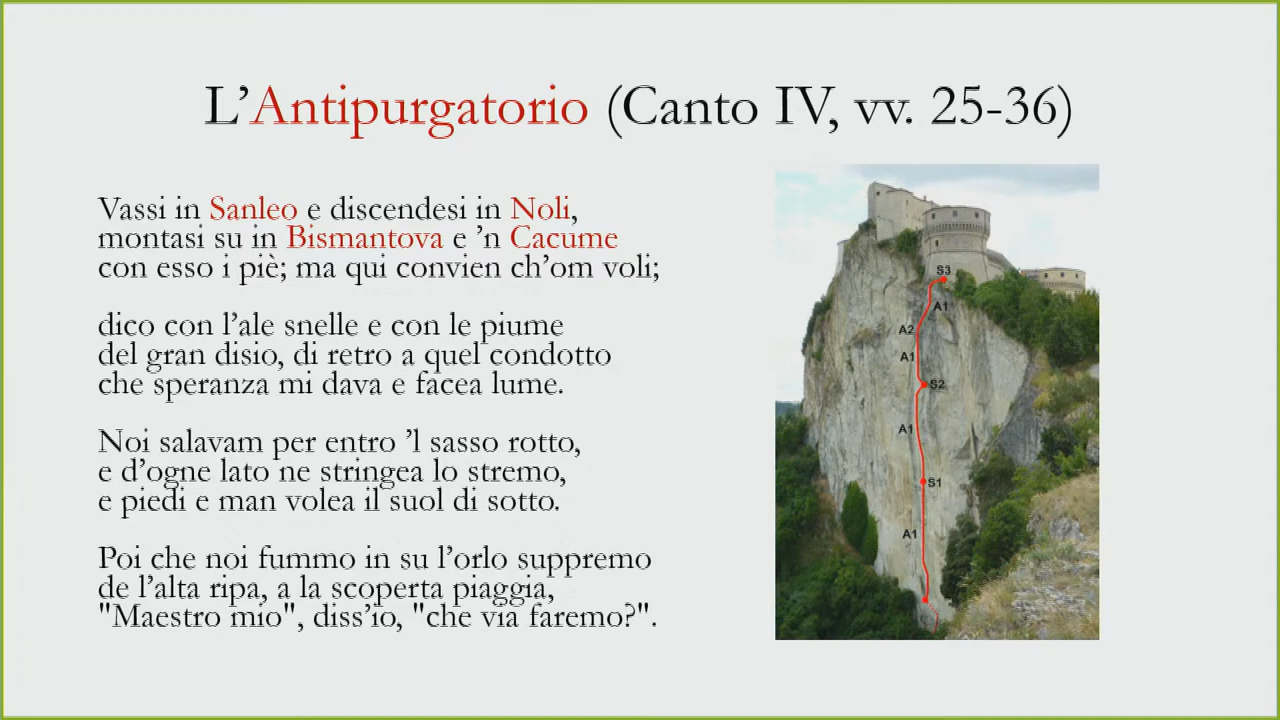 L’Antipurgatorio (Canto IV, vv. 25-36)
Vassi in Sanleo e discendesi in Noli,
montasi su in Bismantova e ’n Cacume
con esso i piè; ma qui convien ch’om voli;
dico con l’ale snelle e con le piume
del gran disio, di retro a quel condotto
che speranza mi dava e facea lume.
Noi salavam per entro ’l sasso rotto,
e d’ogne lato ne stringea lo stremo,
e piedi e man volea il suol di sotto.
Poi che noi fummo in su l’orlo suppremo
de l’alta ripa, a la scoperta piaggia,
"Maestro mio", diss’io, "che via faremo?".
S3
A1
A2
A1
S2
A1
S1
A1